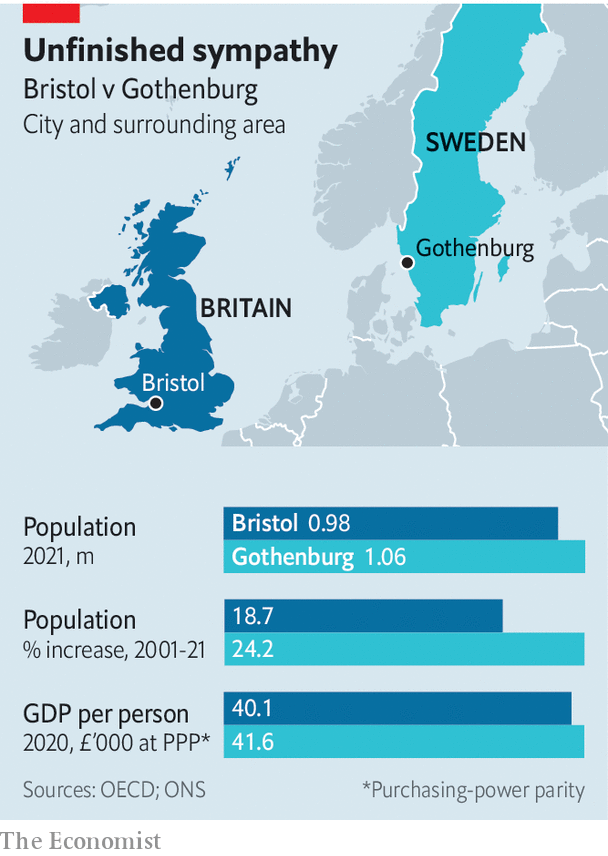 Unfinished sympathy
Bristol v Gothenburg
City and surrounding area
SWEDEN
Gothenburg
BRITAIN
Bristol
Population
2021, m
Bristol 0.98
Gothenburg 1.06
Population
% increase, 2001-21
18.7
24.2
GDP per person
2020, £'000 at PPP*
40.1
41.6
Sources: OECD; ONS
*Purchasing-power parity
The Economist